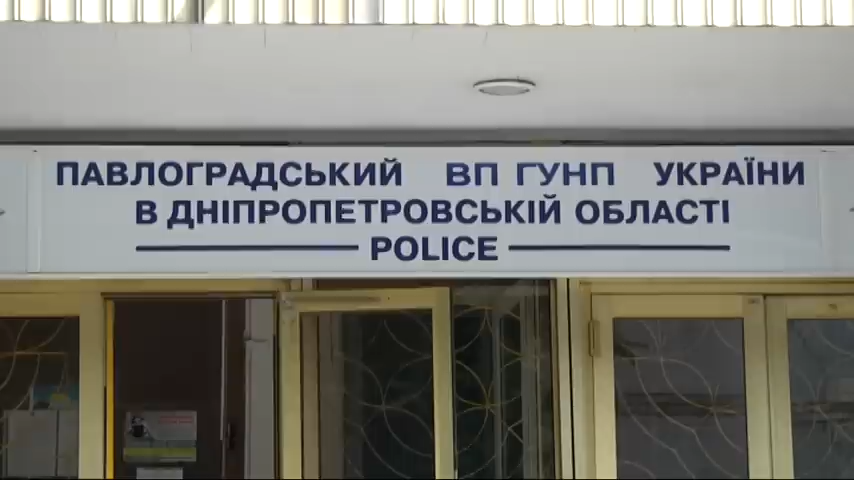 ПАВЛОГРАДСЬКИЙ ВП ГУНП УКРАЇНИ
В ДНІПРОПЕТРОВСЬКІЙ ОБЛАСТІ
POLICE